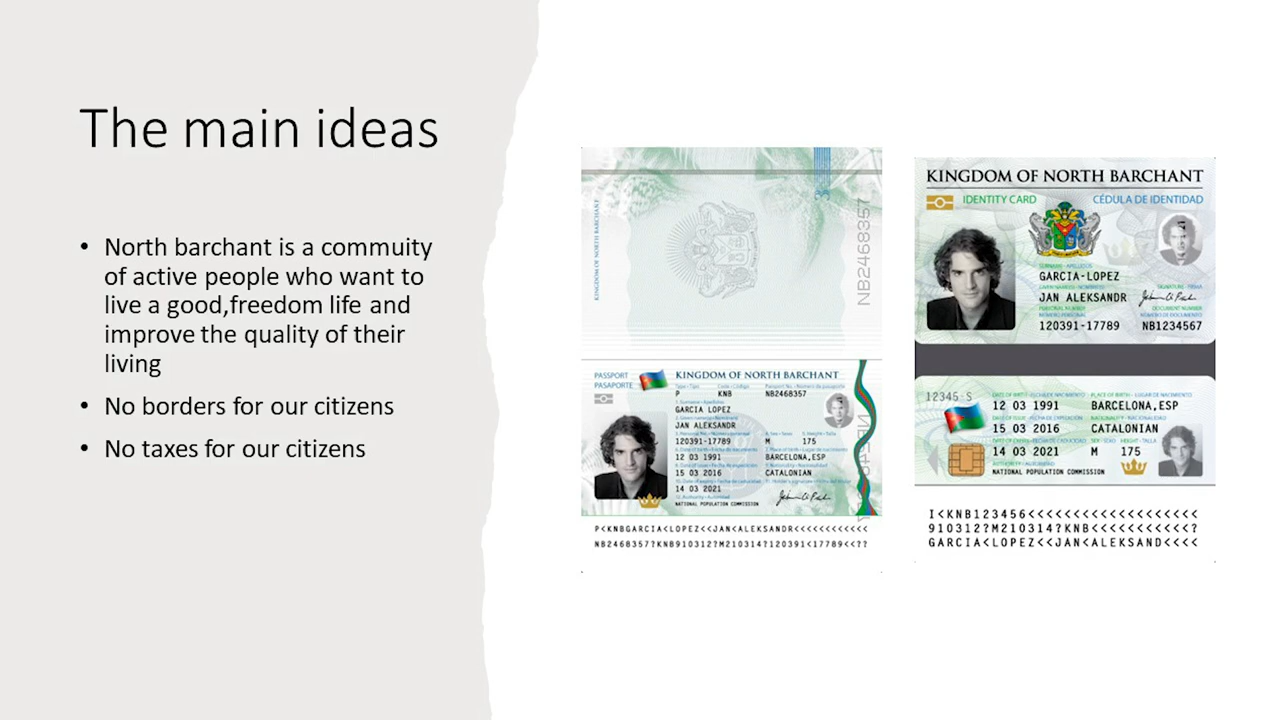 The main ideas
• North barchant is a commuity
of active people who want to
live a good,freedom life and
improve the quality of their
living
• No borders for our citizens
• No taxes for our citizens
KINGDOM OF NORTH BARCHANT
NB2468357
PASSPORT
PASAPORTE
KINGDOM OF NORTH BARCHANT
P KNB NB2468357
GARCIA LOPEZ
JAN ALEKSANDR
120391-17789 M 175
12 03 1991 BARCELONA,ESP
15 03 2016 CATALONIAN
14 03 2021
NATIONAL POPULATION COMMISSION
P<KNBGARCIA<LOPEZ<<JAN<ALEKSANDR<<<<<<<<<<<<
NB2468357?KNB910312?M210314?120391<17789<<??
KINGDOM OF NORTH BARCHANT
IDENTITY CARD CÉDULA DE IDENTIDAD
GARCIA-LOPEZ
JAN ALEKSANDR
120391-17789 NB1234567
12345-S
12 03 1991 BARCELONA,ESP
15 03 2016 CATALONIAN
14 03 2021 M 175
NATIONAL POPULATION COMMISSION
I<KNB123456<<<<<<<<<<<<<<<<<<<
910312?M210314?KNB<<<<<<<<<<<?
GARCIA<LOPEZ<<JAN<ALEKSAND<<<<